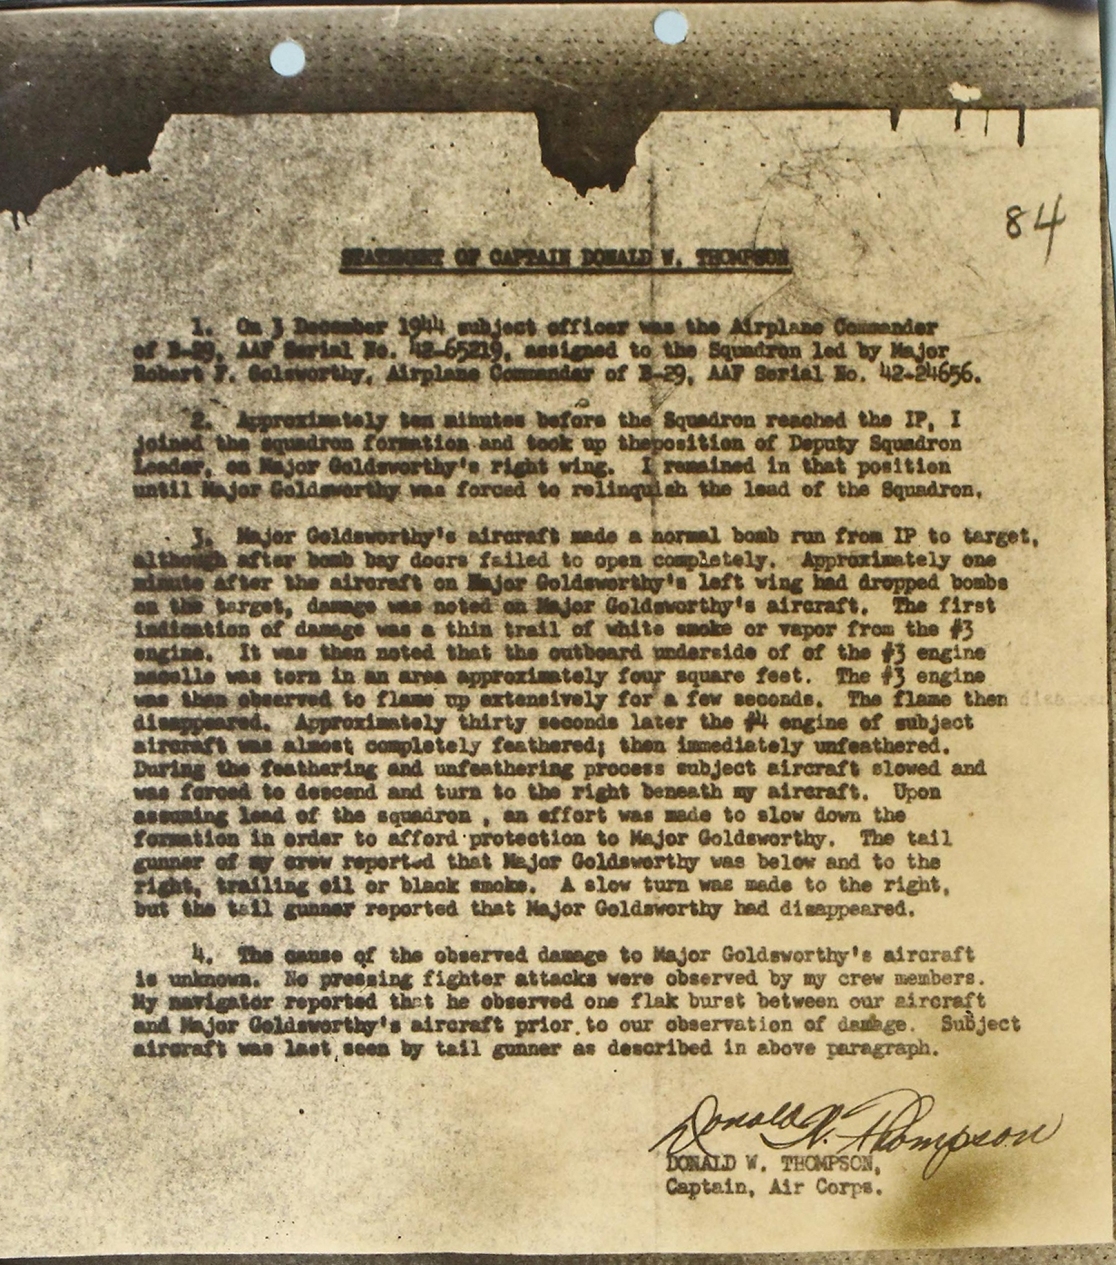 84
STATEMENT OF CAPTAIN DONALD W. THOMPSON
1. On 3 December 1944 subject officer was the Airplane Commander
of B-29, AAF Serial No. 42-65219, assigned to the Squadron led by Major
Robert F. Golsworthy, Airplane Commander of B-29, AAF Serial No. 42-24656.
2. Approximately ten minutes before the Squadron reached the IP, I
joined the squadron formation and took up theposition of Deputy Squadron
Leader, on Major Goldsworthy's right wing. I remained in that position
until Major Goldsworthy was forced to relinquish the lead of the Squadron.
3. Major Goldsworthy's aircraft made a normal bomb run from IP to target,
although after bomb bay doors failed to open completely. Approximately one
minute after the aircraft on Major Goldsworthy's left wing had dropped bombs
on the target, damage was noted on Major Goldsworthy's aircraft. The first
indication of damage was a thin trail of white smoke or vapor from the #3
engine. It was then noted that the outboard underside of of the #3 engine
nacelle was torn in an area approximately four square feet. The #3 engine
was then observed to flame up extensively for a few seconds. The flame then
disappeared. Approximately thirty seconds later the #4 engine of subject
aircraft was almost completely feathered; then immediately unfeathered.
During the feathering and unfeathering process subject aircraft slowed and
was forced to descend and turn to the right beneath my aircraft. Upon
assuming lead of the squadron , an effort was made to slow down the
formation in order to afford protection to Major Goldsworthy. The tail
gunner of my crew reported that Major Goldsworthy was below and to the
right, trailing oil or black smoke. A slow turn was made to the right,
but the tail gunner reported that Major Goldsworthy had disappeared.
4. The cause of the observed damage to Major Goldsworthy's aircraft
is unknown. No pressing fighter attacks were observed by my crew members.
My navigator reported that he observed one flak burst between our aircraft
and Major Goldsworthy's aircraft prior to our observation of damage. Subject
aircraft was last seen by tail gunner as described in above paragraph.
Donald W. Thompson
DONALD W. THOMPSON,
Captain, Air Corps.